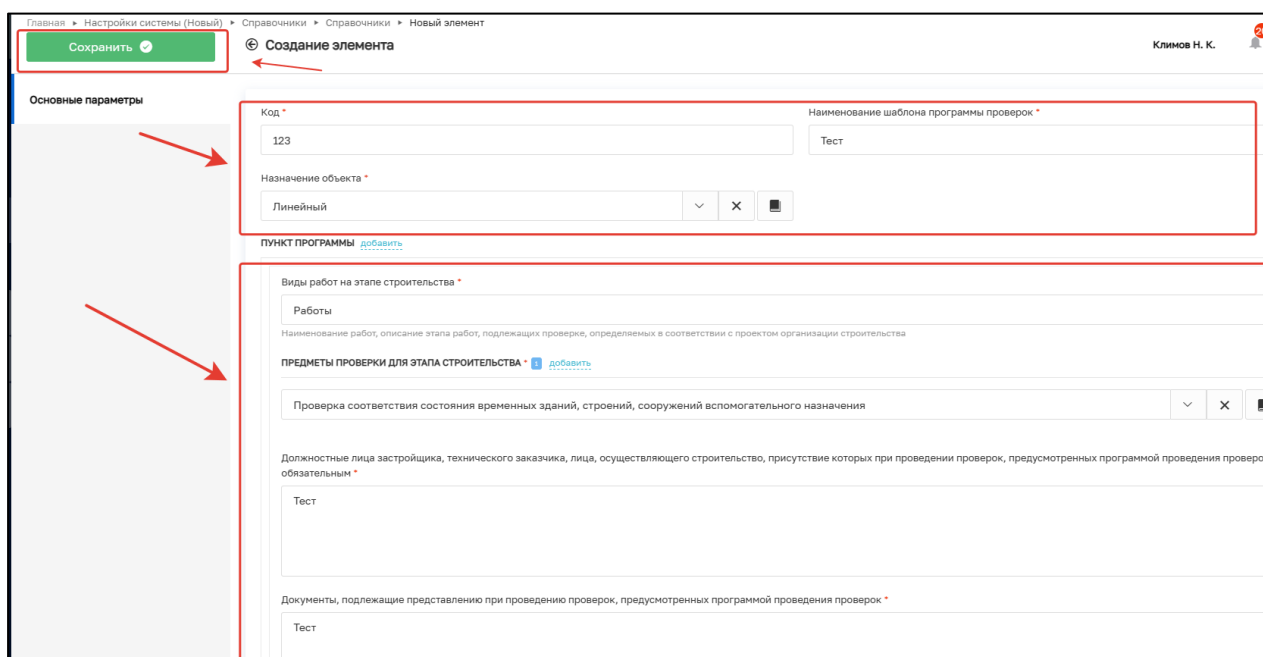 Главная ▸ Настройки системы (Новый) ▸ Справочники ▸ Справочники ▸ Новый элемент
Сохранить
Создание элемента
Климов Н. К.
Основные параметры
Код *
Наименование шаблона программы проверок *
123
Тест
Назначение объекта *
Линейный
ПУНКТ ПРОГРАММЫ добавить
Виды работ на этапе строительства *
Работы
Наименование работ, описание этапа работ, подлежащих проверке, определяемых в соответствии с проектом организации строительства
ПРЕДМЕТЫ ПРОВЕРКИ ДЛЯ ЭТАПА СТРОИТЕЛЬСТВА * добавить
Проверка соответствия состояния временных зданий, строений, сооружений вспомогательного назначения
Должностные лица застройщика, технического заказчика, лица, осуществляющего строительство, присутствие которых при проведении проверок, предусмотренных программой проведения проверо
обязательным *
Тест
Документы, подлежащие представлению при проведению проверок, предусмотренных программой проведения проверок *
Тест